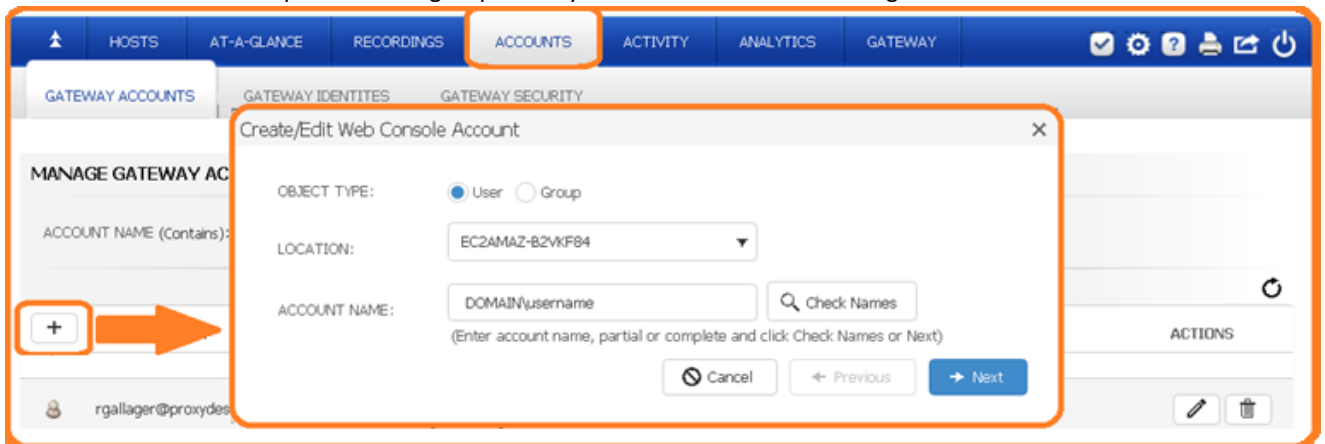 HOSTS AT-A-GLANCE RECORDINGS ACCOUNTS ACTIVITY ANALYTICS GATEWAY
GATEWAY ACCOUNTS GATEWAY IDENTITES GATEWAY SECURITY
Create/Edit Web Console Account
MANAGE GATEWAY AC
OBJECT TYPE: User Group
ACCOUNT NAME (Contains):
LOCATION: EC2AMAZ-B2VKF84
ACCOUNT NAME: DOMAIN\username Check Names
(Enter account name, partial or complete and click Check Names or Next)
ACTIONS
Cancel Previous Next
rgallager@proxydes